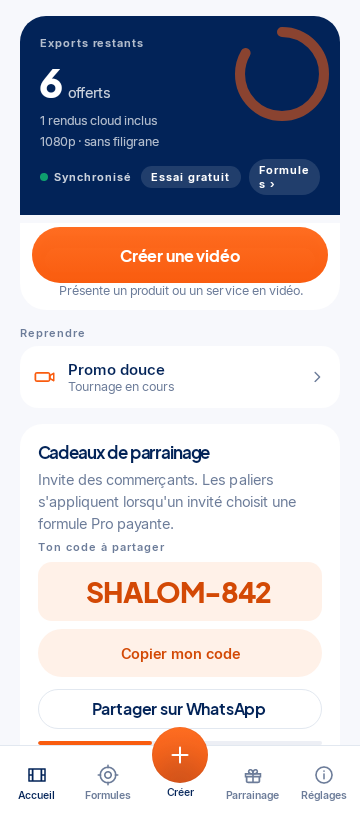 Exports restants
6 offerts
1 rendus cloud inclus
1080p · sans filigrane
Synchronisé
Essai gratuit
Formule
s ›
Créer une vidéo
Présente un produit ou un service en vidéo.
Reprendre
Promo douce
Tournage en cours
Cadeaux de parrainage
Invite des commerçants. Les paliers
s'appliquent lorsqu'un invité choisit une
formule Pro payante.
Ton code à partager
SHALOM-842
Copier mon code
Partager sur WhatsApp
Accueil
Formules
Créer
Parrainage
Réglages